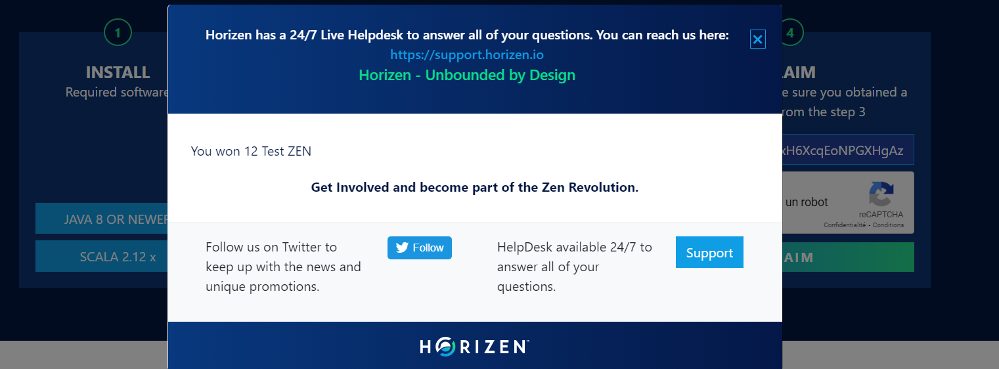 Horizen has a 24/7 Live Helpdesk to answer all of your questions. You can reach us here:
https://support.horizen.io
Horizen - Unbounded by Design
1
INSTALL
Required software
JAVA 8 OR NEWER
SCALA 2.12 x
You won 12 Test ZEN
Get Involved and become part of the Zen Revolution.
Follow us on Twitter to
keep up with the news and
unique promotions.
Follow
HelpDesk available 24/7 to
answer all of your
questions.
Support
HORIZEN™
4
AIM
e sure you obtained a
rom the step 3
xH6XcqEoNPGXHgAz
un robot
reCAPTCHA
Confidentialité - Conditions
AIM